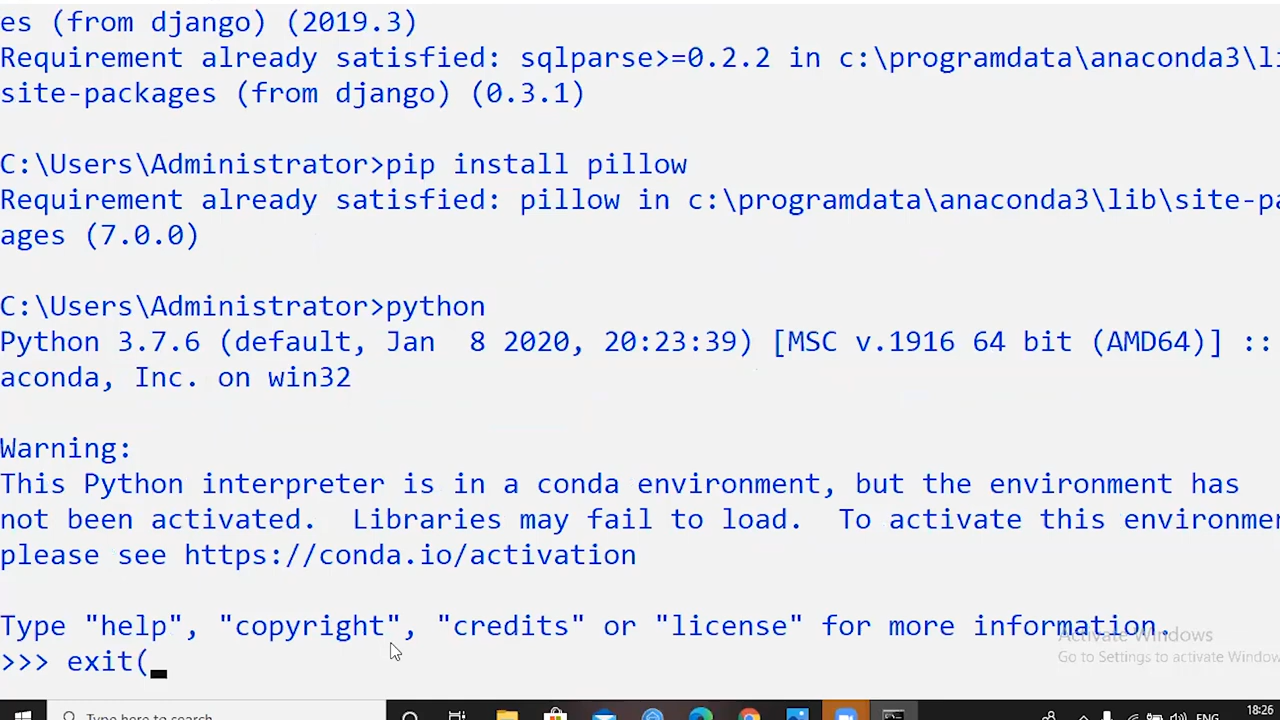 es (from django) (2019.3)
Requirement already satisfied: sqlparse>=0.2.2 in c:\programdata\anaconda3\li
site-packages (from django) (0.3.1)
C:\Users\Administrator>pip install pillow
Requirement already satisfied: pillow in c:\programdata\anaconda3\lib\site-pa
ages (7.0.0)
C:\Users\Administrator>python
Python 3.7.6 (default, Jan  8 2020, 20:23:39) [MSC v.1916 64 bit (AMD64)] ::
aconda, Inc. on win32
Warning:
This Python interpreter is in a conda environment, but the environment has
not been activated.  Libraries may fail to load.  To activate this environme
please see https://conda.io/activation
Type "help", "copyright", "credits" or "license" for more information.
>>> exit(
Activate Windows
Go to Settings to activate Window
Type here to search
ENG
18:26